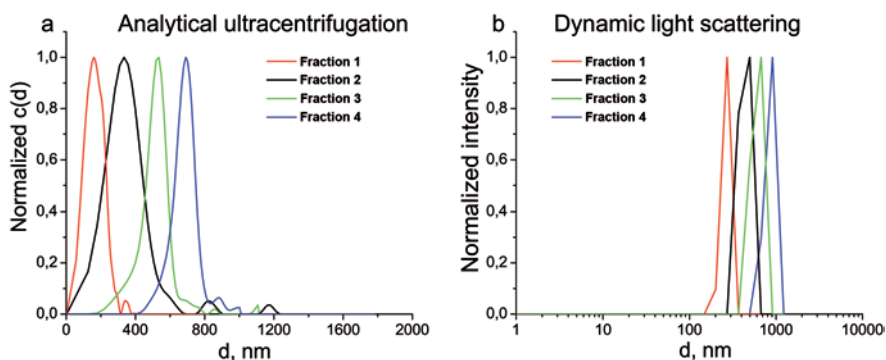 a Analytical ultracentrifugation
Normalized c(d)
1,0
0,8
0,6
0,4
0,2
0,0
Fraction 1
Fraction 2
Fraction 3
Fraction 4
0 400 800 1200 1600 2000
d, nm
b Dynamic light scattering
Normalized intensity
1,0
0,8
0,6
0,4
0,2
0,0
Fraction 1
Fraction 2
Fraction 3
Fraction 4
1 10 100 1000 10000
d, nm